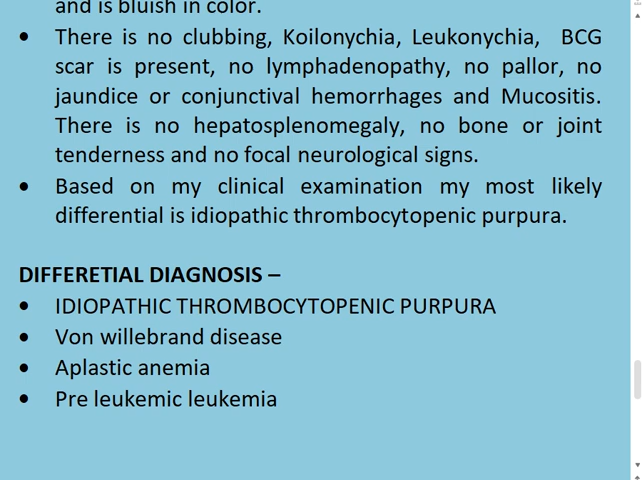 and is bluish in color.
• There is no clubbing, Koilonychia, Leukonychia, BCG
scar is present, no lymphadenopathy, no pallor, no
jaundice or conjunctival hemorrhages and Mucositis.
There is no hepatosplenomegaly, no bone or joint
tenderness and no focal neurological signs.
• Based on my clinical examination my most likely
differential is idiopathic thrombocytopenic purpura.
DIFFERETIAL DIAGNOSIS –
• IDIOPATHIC THROMBOCYTOPENIC PURPURA
• Von willebrand disease
• Aplastic anemia
• Pre leukemic leukemia